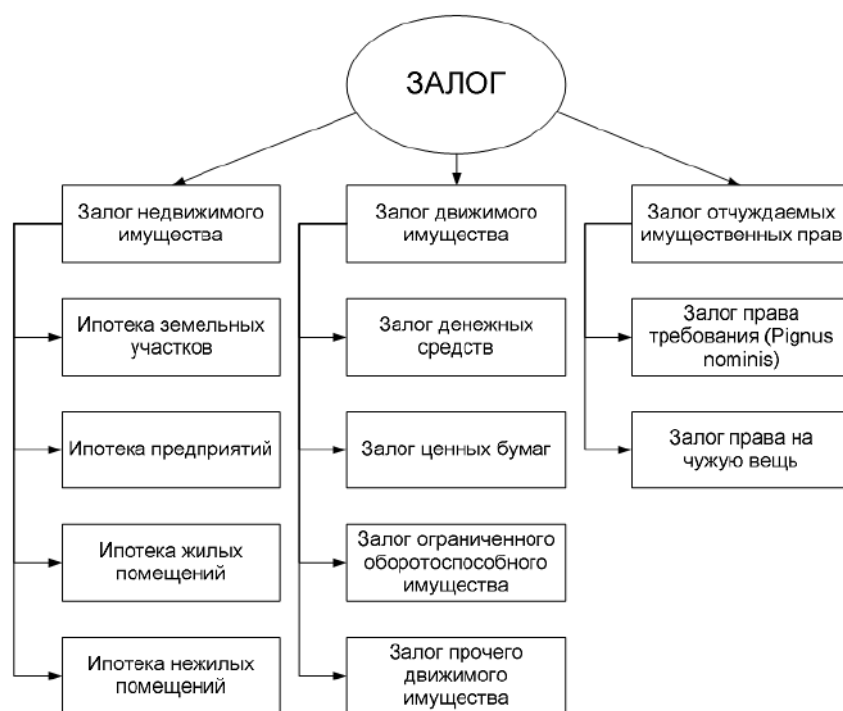 ЗАЛОГ
Залог недвижимого
имущества
Ипотека земельных
участков
Ипотека предприятий
Ипотека жилых
помещений
Ипотека нежилых
помещений
Залог движимого
имущества
Залог денежных
средств
Залог ценных бумаг
Залог ограниченного
оборотоспособного
имущества
Залог прочего
движимого
имущества
Залог отчуждаемых
имущественных прав
Залог права
требования (Pignus
nominis)
Залог права на
чужую вещь